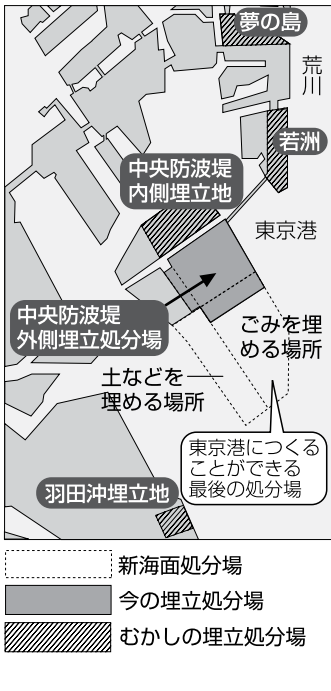 夢の島
荒川
若洲
中央防波堤
内側埋立地
東京港
中央防波堤
外側埋立処分場
ごみを埋
める場所
土などを
埋める場所
東京港につくる
ことができる
最後の処分場
羽田沖埋立地
新海面処分場
今の埋立処分場
むかしの埋立処分場